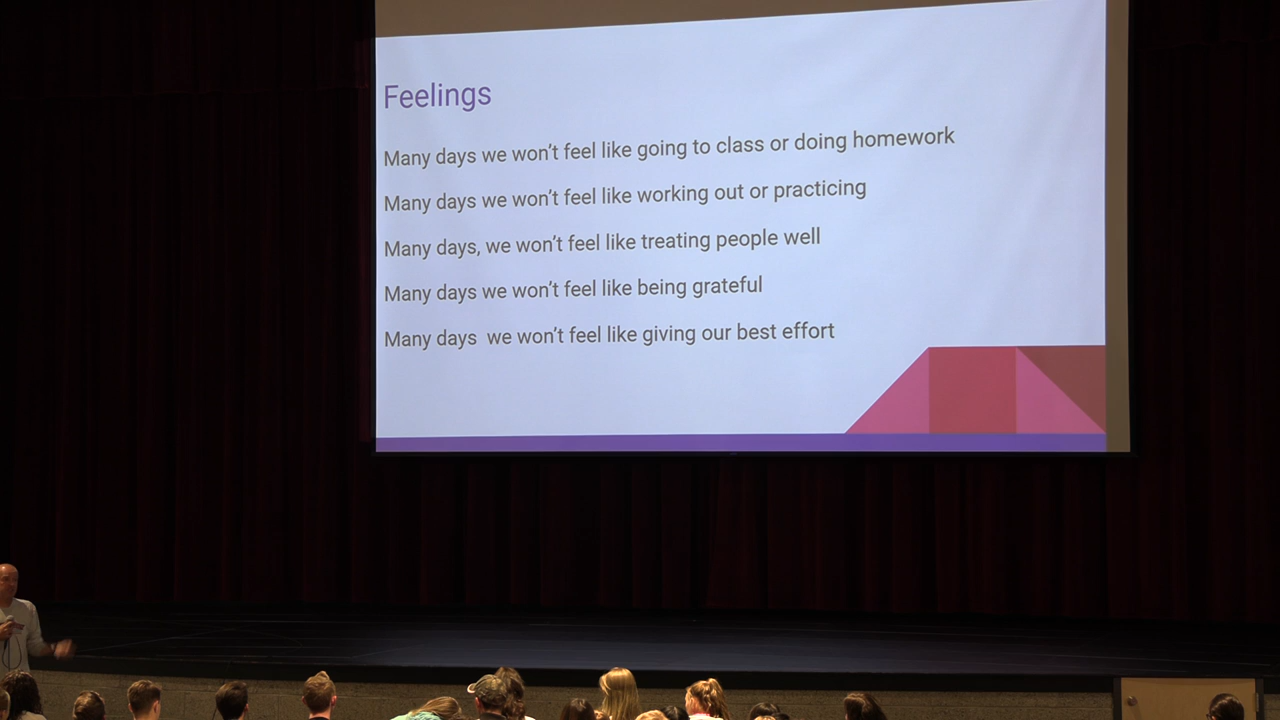 Feelings
Many days we won't feel like going to class or doing homework
Many days we won't feel like working out or practicing
Many days, we won't feel like treating people well
Many days we won't feel like being grateful
Many days  we won't feel like giving our best effort